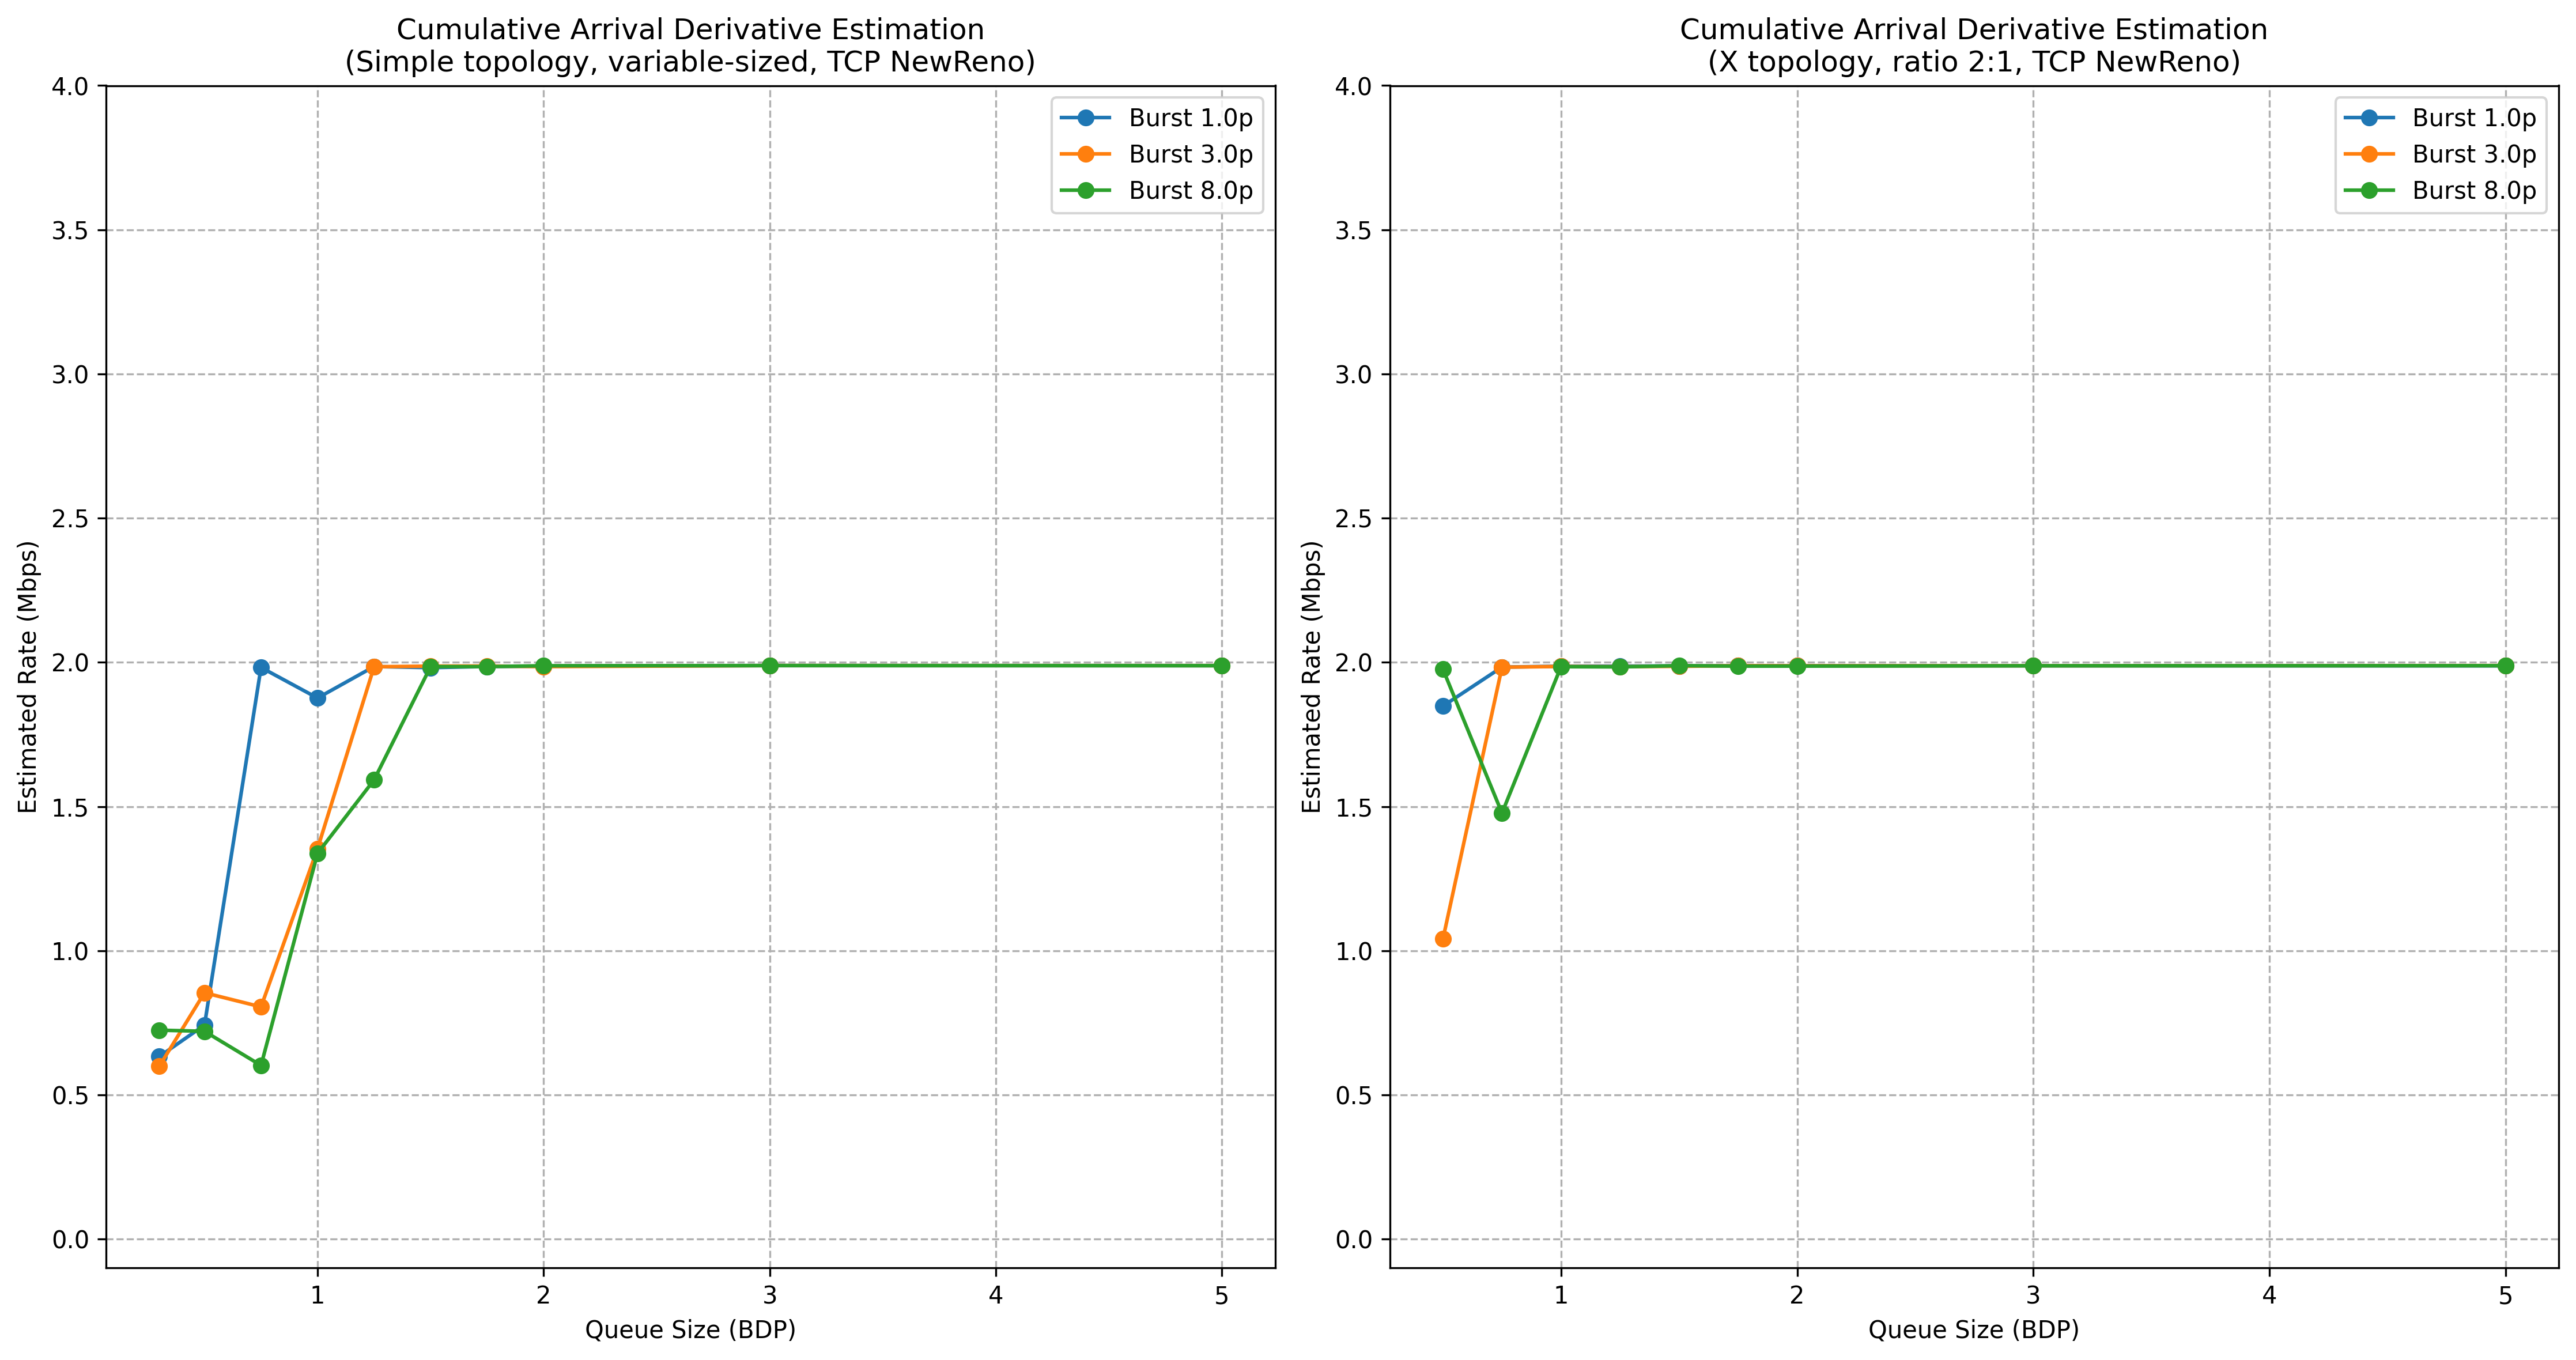 Cumulative Arrival Derivative Estimation
(Simple topology, variable-sized, TCP NewReno)
4.0
3.5
3.0
2.5
2.0
1.5
1.0
0.5
0.0
Estimated Rate (Mbps)
Burst 1.0p
Burst 3.0p
Burst 8.0p
1 2 3 4 5
Queue Size (BDP)
Cumulative Arrival Derivative Estimation
(X topology, ratio 2:1, TCP NewReno)
4.0
3.5
3.0
2.5
2.0
1.5
1.0
0.5
0.0
Estimated Rate (Mbps)
Burst 1.0p
Burst 3.0p
Burst 8.0p
1 2 3 4 5
Queue Size (BDP)